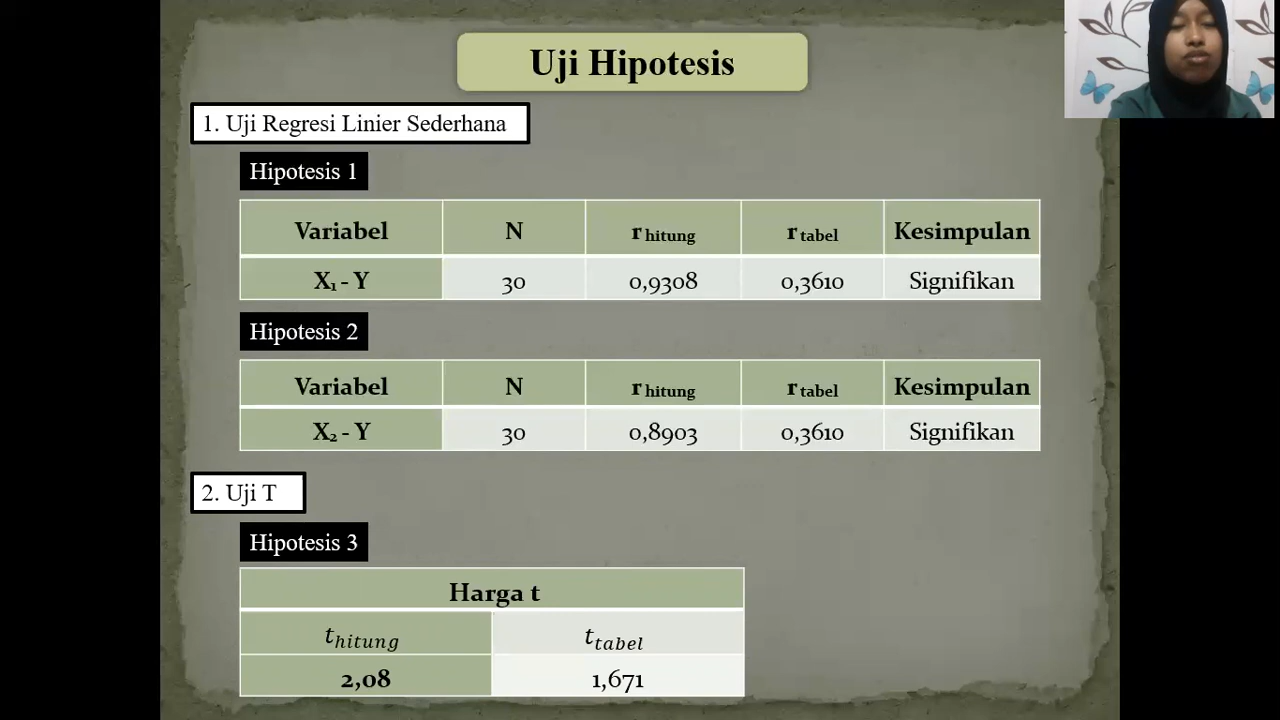 Uji Hipotesis
1. Uji Regresi Linier Sederhana
Hipotesis 1
Variabel N r hitung r tabel Kesimpulan
X₁ - Y 30 0,9308 0,3610 Signifikan
Hipotesis 2
Variabel N r hitung r tabel Kesimpulan
X₂ - Y 30 0,8903 0,3610 Signifikan
2. Uji T
Hipotesis 3
Harga t
t hitung t tabel
2,08 1,671